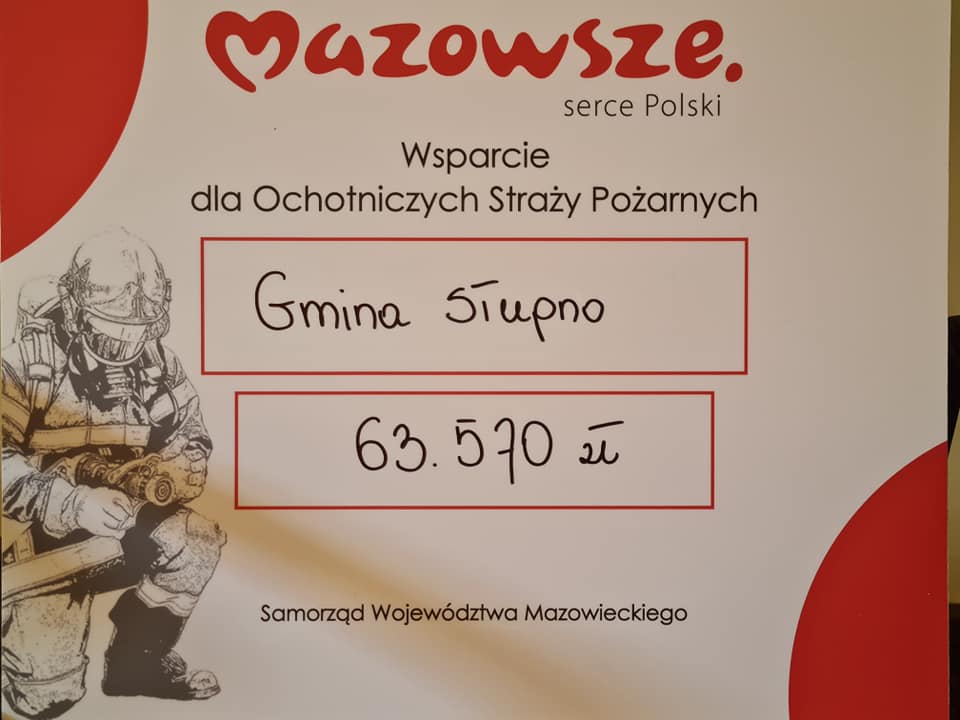 mazowsze.
serce Polski
Wsparcie
dla Ochotniczych Straży Pożarnych
Gmina Słupno
63.570 zł
Samorząd Województwa Mazowieckiego